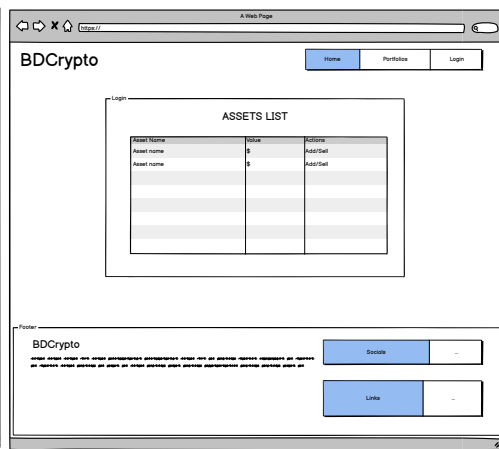 A Web Page
https://
BDCrypto
Home Portfolios Login
Login
ASSETS LIST
Asset Name Value Actions
Asset name $ Add/Sell
Asset name $ Add/Sell
Footer
BDCrypto
Socials ...
Links ...